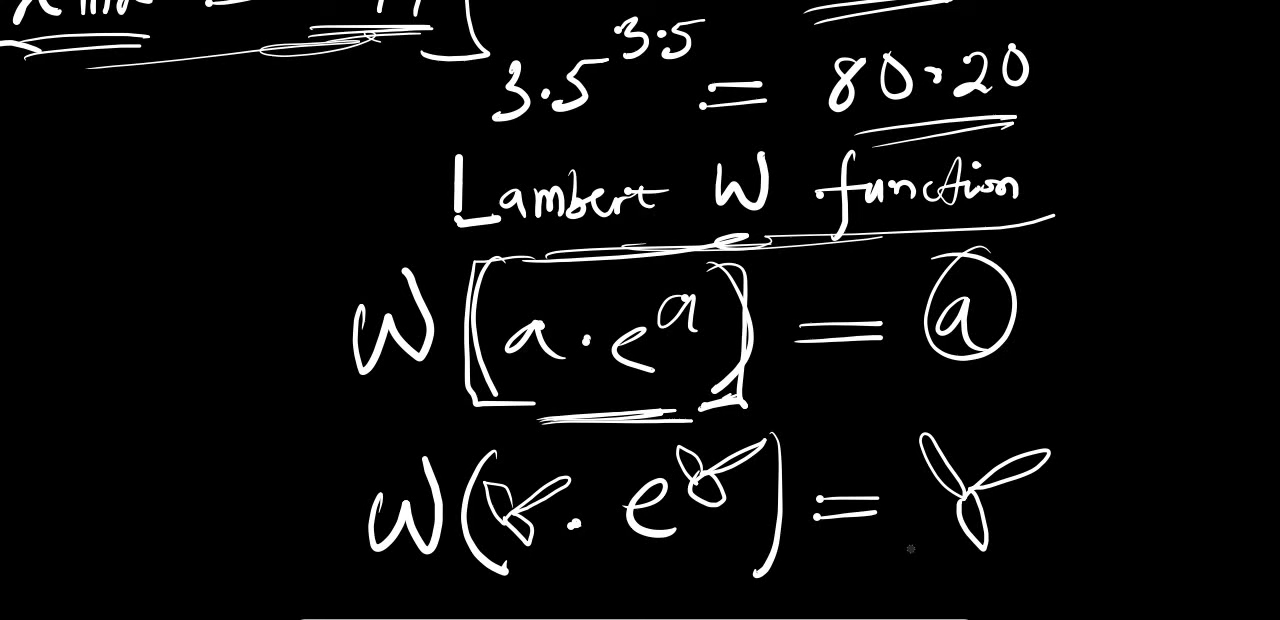 3.5^3.5 = 80.20
Lambert W function
W[(a · e^a)] = a
W( · e ) =